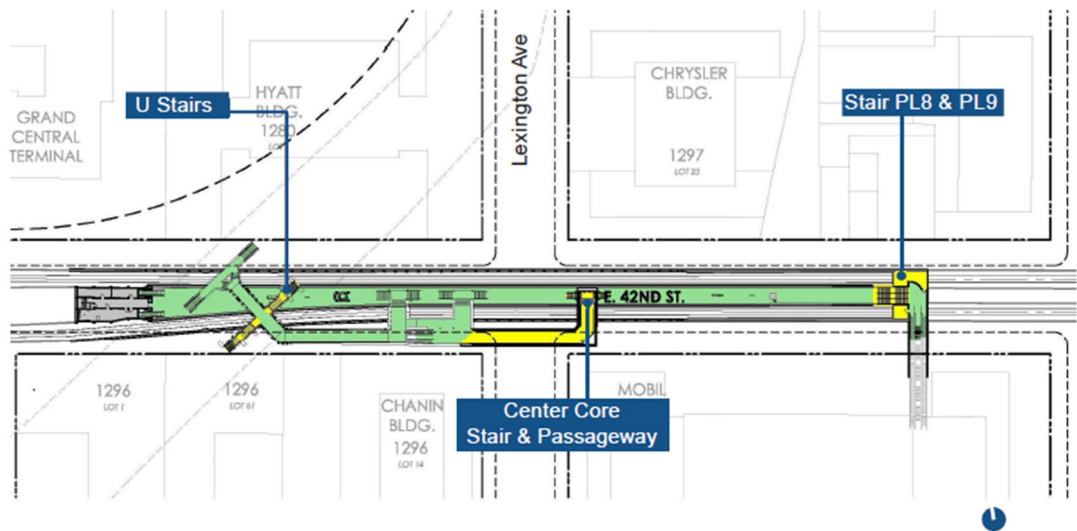 GRAND
CENTRAL
TERMINAL
U Stairs
HYATT
BLDG.
1280
Lexington Ave
CHRYSLER
BLDG.
1297
LOT 23
Stair PL8 & PL9
E. 42ND ST.
1296
LOT 1
1296
LOT 61
CHANIN
BLDG.
1296
LOT 14
Center Core
Stair & Passageway
MOBIL